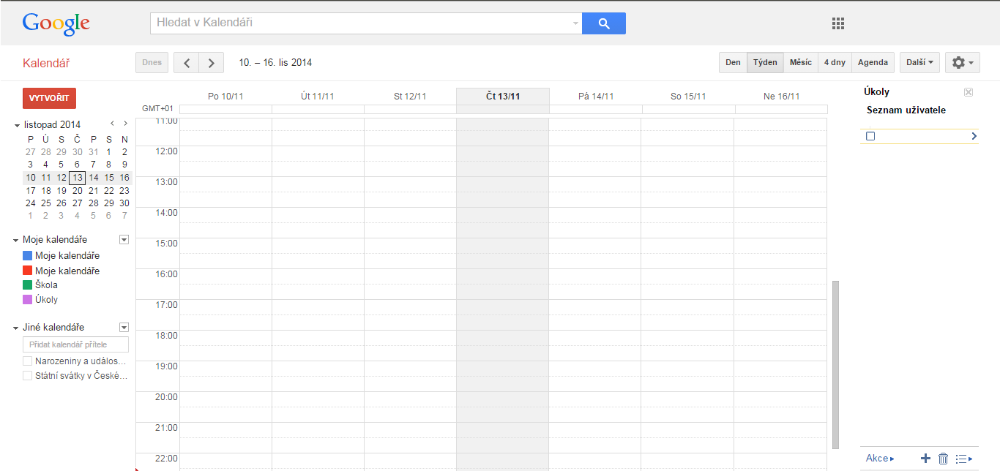 Google
Hledat v Kalendáři
Kalendář
Dnes
10. – 16. lis 2014
Den Týden Měsíc 4 dny Agenda
Další
VYTVOŘIT
listopad 2014
P Ú S Č P S N
27 28 29 30 31 1 2
3 4 5 6 7 8 9
10 11 12 13 14 15 16
17 18 19 20 21 22 23
24 25 26 27 28 29 30
1 2 3 4 5 6 7
Moje kalendáře
Moje kalendáře
Moje kalendáře
Škola
Úkoly
Jiné kalendáře
Přidat kalendář přítele
Narozeniny a událos...
Státní svátky v České...
Po 10/11 Út 11/11 St 12/11 Čt 13/11 Pá 14/11 So 15/11 Ne 16/11
GMT+01
11:00
12:00
13:00
14:00
15:00
16:00
17:00
18:00
19:00
20:00
21:00
22:00
Úkoly
Seznam uživatele
Akce